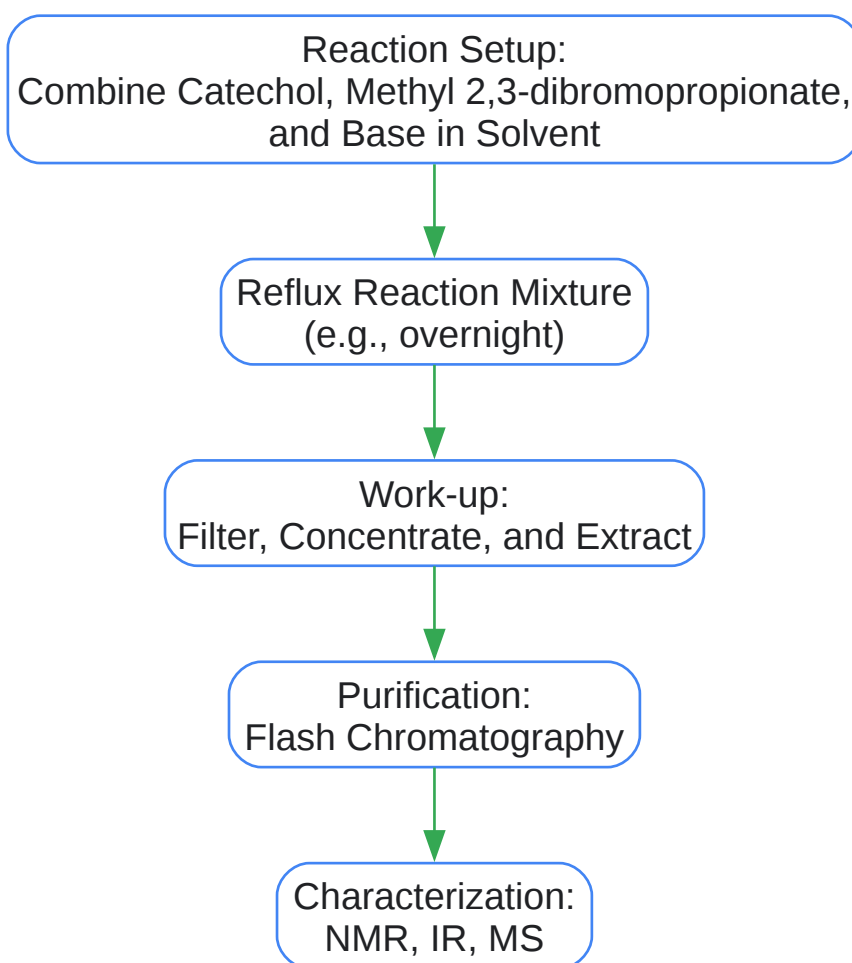 Reaction Setup:
Combine Catechol, Methyl 2,3-dibromopropionate,
and Base in Solvent
Reflux Reaction Mixture
(e.g., overnight)
Work-up:
Filter, Concentrate, and Extract
Purification:
Flash Chromatography
Characterization:
NMR, IR, MS